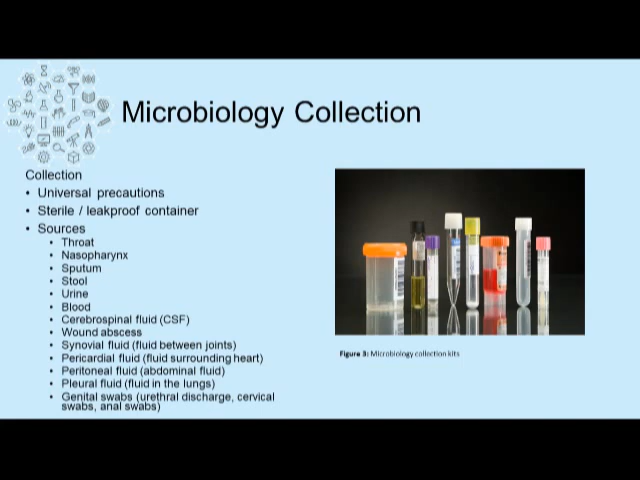 Microbiology Collection
Collection
• Universal precautions
• Sterile / leakproof container
• Sources
• Throat
• Nasopharynx
• Sputum
• Stool
• Urine
• Blood
• Cerebrospinal fluid (CSF)
• Wound abscess
• Synovial fluid (fluid between joints)
• Pericardial fluid (fluid surrounding heart)
• Peritoneal fluid (abdominal fluid)
• Pleural fluid (fluid in the lungs)
• Genital swabs (urethral discharge, cervical
swabs, anal swabs)
Figure 3: Microbiology collection kits